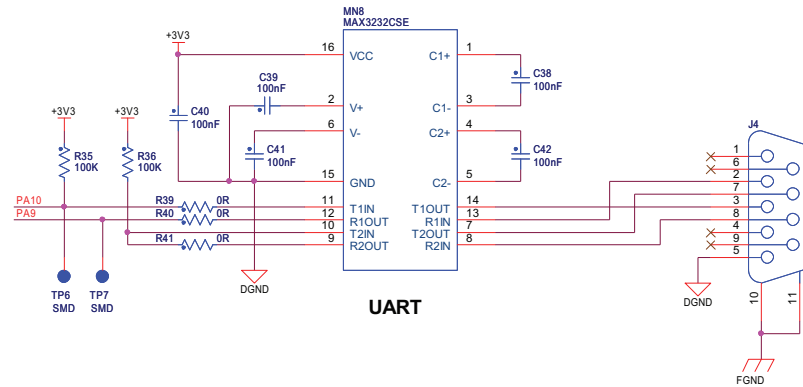 MN8
MAX3232CSE
+3V3
16 VCC C1+ 1
C39
100nF
C38
100nF
+3V3 +3V3
C40
100nF
2 V+ C1- 3
6 V- C2+ 4
J4
R35
100K
R36
100K
C41
100nF
C42
100nF
15 GND C2- 5
1
6
2
7
3
8
4
9
5
PA10 R39 0R 11 T1IN T1OUT 14
PA9 R40 0R 12 R1OUT R1IN 13
10 T2IN T2OUT 7
R41 0R 9 R2OUT R2IN 8
TP6
SMD
TP7
SMD
DGND
UART
DGND
10
11
FGND